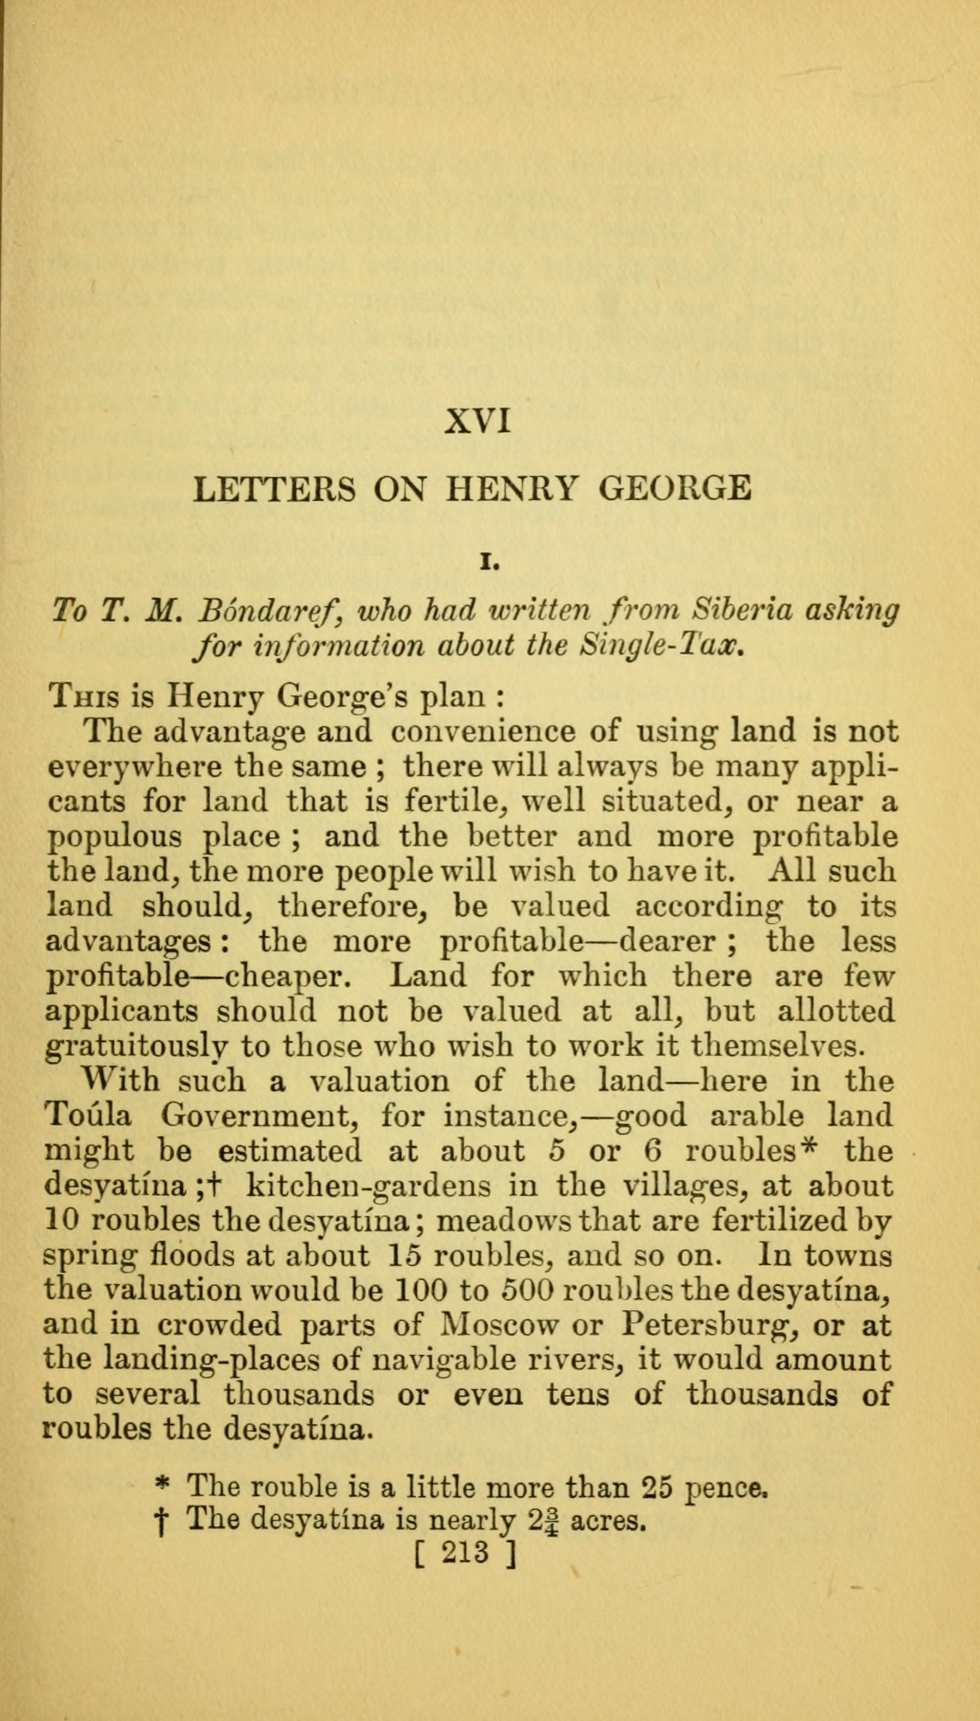 XVI
LETTERS ON HENRY GEORGE
I.
To T. M. Bóndaref, who had written from Siberia asking
for information about the Single-Tax.
THIS is Henry George's plan :
The advantage and convenience of using land is not
everywhere the same ; there will always be many appli-
cants for land that is fertile, well situated, or near a
populous place ; and the better and more profitable
the land, the more people will wish to have it. All such
land should, therefore, be valued according to its
advantages : the more profitable—dearer ; the less
profitable—cheaper. Land for which there are few
applicants should not be valued at all, but allotted
gratuitously to those who wish to work it themselves.
With such a valuation of the land—here in the
Toúla Government, for instance,—good arable land
might be estimated at about 5 or 6 roubles* the
desyatína ;† kitchen-gardens in the villages, at about
10 roubles the desyatína; meadows that are fertilized by
spring floods at about 15 roubles, and so on. In towns
the valuation would be 100 to 500 roubles the desyatína,
and in crowded parts of Moscow or Petersburg, or at
the landing-places of navigable rivers, it would amount
to several thousands or even tens of thousands of
roubles the desyatína.
* The rouble is a little more than 25 pence.
† The desyatína is nearly 2¾ acres.
[ 213 ]